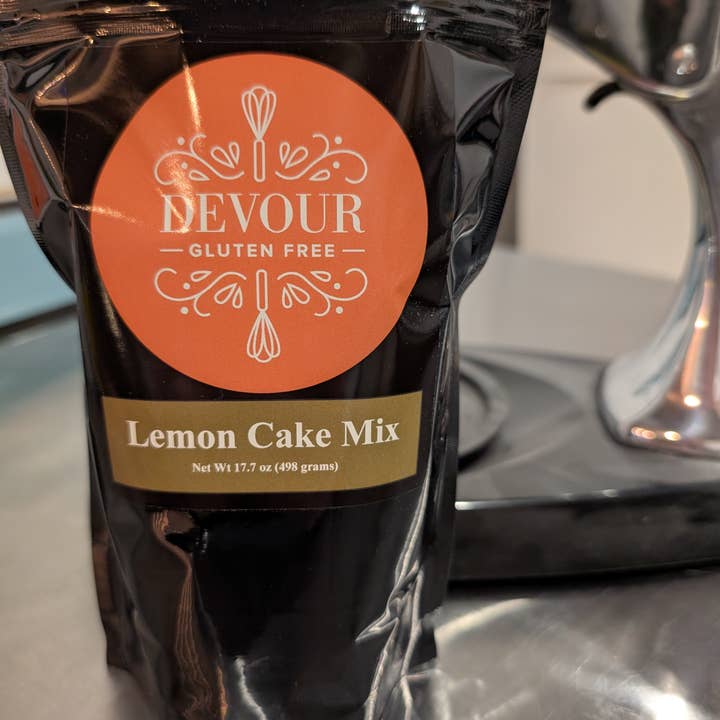 DEVOUR
GLUTEN FREE
Lemon Cake Mix
Net Wt 17.7 oz (498 grams)